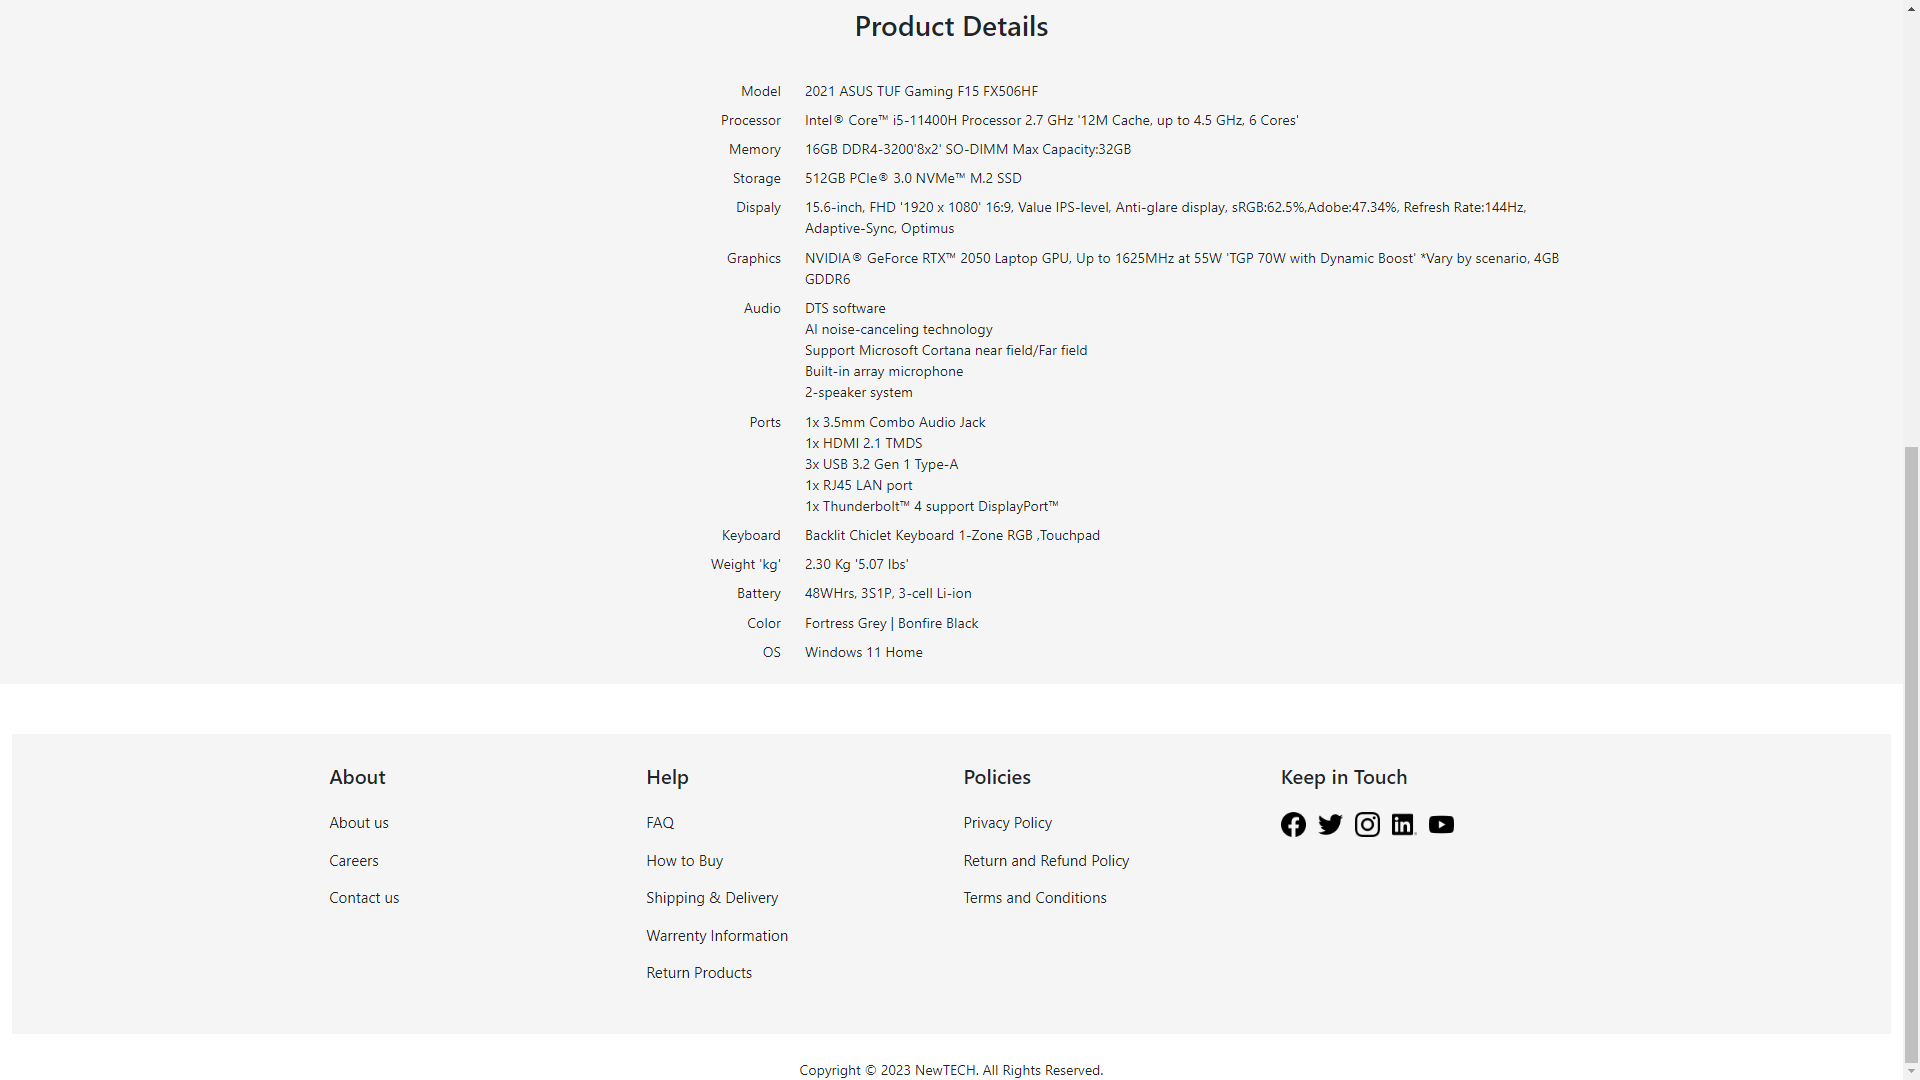 Product Details
Model 2021 ASUS TUF Gaming F15 FX506HF
Processor Intel® Core™ i5-11400H Processor 2.7 GHz '12M Cache, up to 4.5 GHz, 6 Cores'
Memory 16GB DDR4-3200'8x2' SO-DIMM Max Capacity:32GB
Storage 512GB PCIe® 3.0 NVMe™ M.2 SSD
Dispaly 15.6-inch, FHD '1920 x 1080' 16:9, Value IPS-level, Anti-glare display, sRGB:62.5%,Adobe:47.34%, Refresh Rate:144Hz,
Adaptive-Sync, Optimus
Graphics NVIDIA® GeForce RTX™ 2050 Laptop GPU, Up to 1625MHz at 55W 'TGP 70W with Dynamic Boost' *Vary by scenario, 4GB
GDDR6
Audio DTS software
AI noise-canceling technology
Support Microsoft Cortana near field/Far field
Built-in array microphone
2-speaker system
Ports 1x 3.5mm Combo Audio Jack
1x HDMI 2.1 TMDS
3x USB 3.2 Gen 1 Type-A
1x RJ45 LAN port
1x Thunderbolt™ 4 support DisplayPort™
Keyboard Backlit Chiclet Keyboard 1-Zone RGB ,Touchpad
Weight 'kg' 2.30 Kg '5.07 lbs'
Battery 48WHrs, 3S1P, 3-cell Li-ion
Color Fortress Grey | Bonfire Black
OS Windows 11 Home
About
About us
Careers
Contact us
Help
FAQ
How to Buy
Shipping & Delivery
Warrenty Information
Return Products
Policies
Privacy Policy
Return and Refund Policy
Terms and Conditions
Keep in Touch
Copyright © 2023 NewTECH. All Rights Reserved.